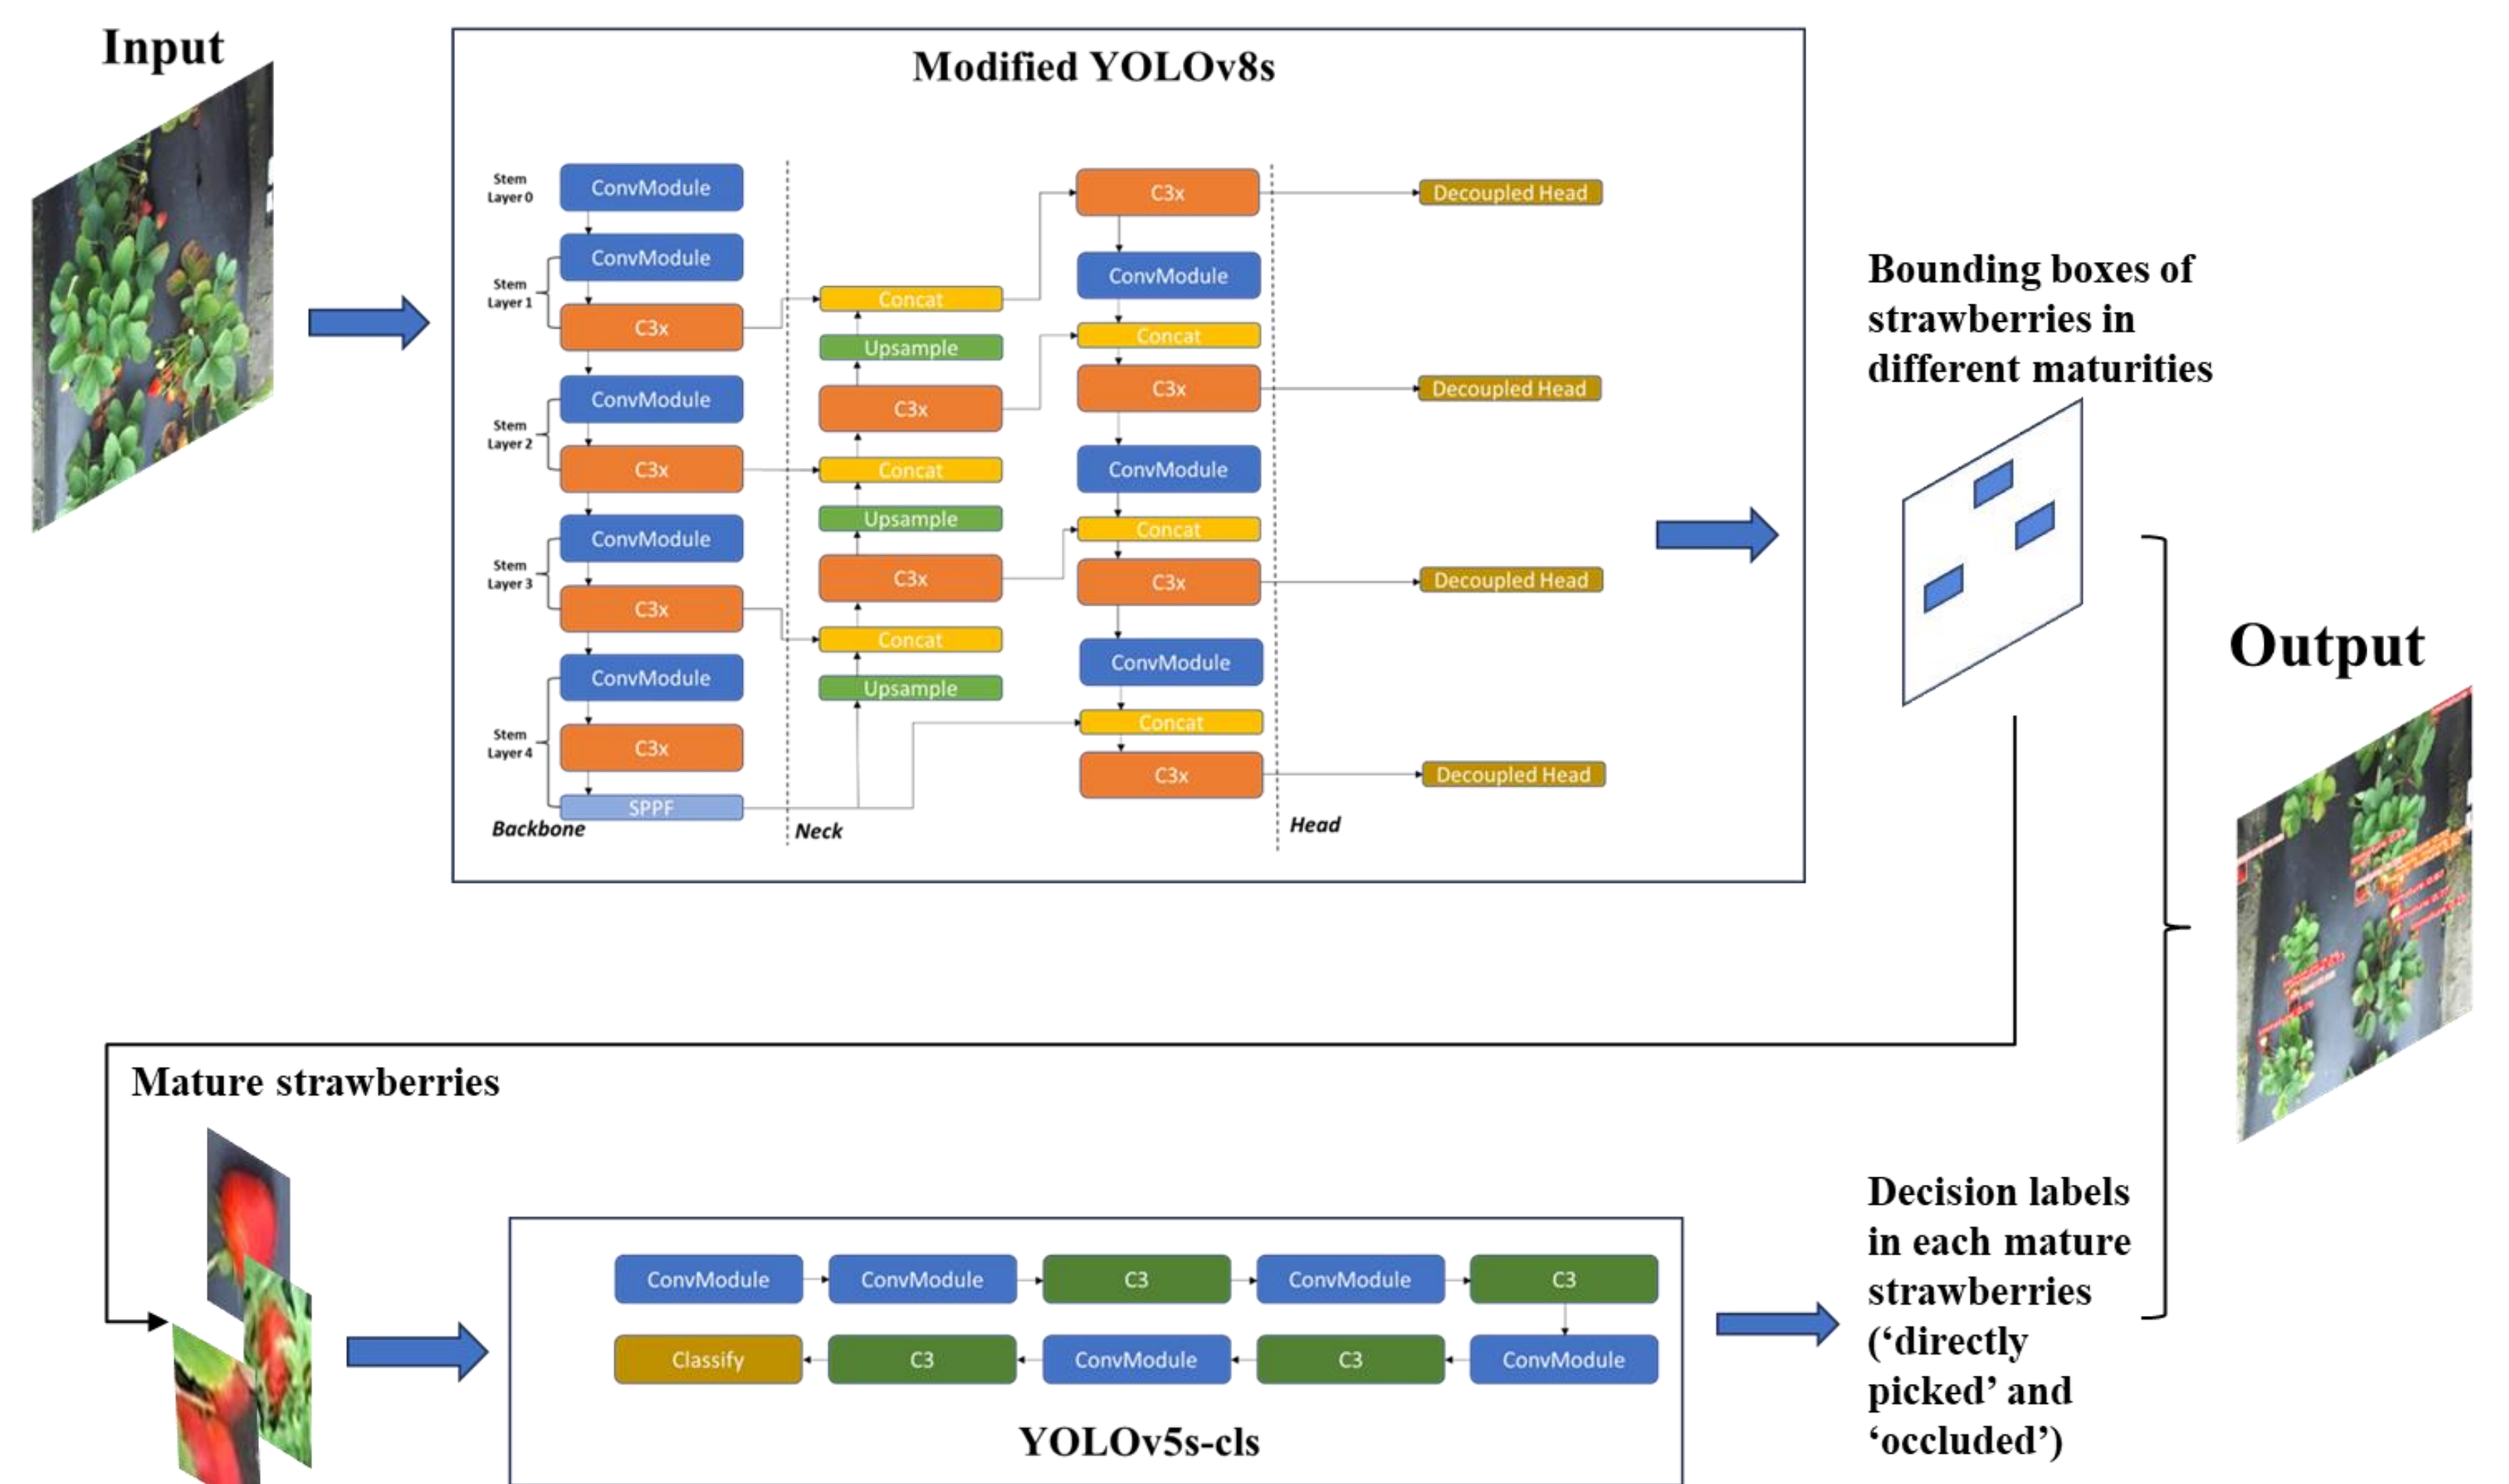 Input
Modified YOLOv8s
Stem
Layer 0
ConvModule
ConvModule
Stem
Layer 1
C3x
ConvModule
Stem
Layer 2
C3x
ConvModule
Stem
Layer 3
C3x
ConvModule
Stem
Layer 4
C3x
SPPF
Backbone
Concat
Upsample
C3x
Concat
Upsample
C3x
Concat
Upsample
Neck
C3x
ConvModule
Concat
C3x
ConvModule
Concat
C3x
ConvModule
Concat
C3x
Decoupled Head
Decoupled Head
Decoupled Head
Decoupled Head
Head
Bounding boxes of
strawberries in
different maturities
Output
Mature strawberries
ConvModule
ConvModule
C3
ConvModule
C3
Classify
C3
ConvModule
C3
ConvModule
YOLOv5s-cls
Decision labels
in each mature
strawberries
(‘directly
picked’ and
‘occluded’)